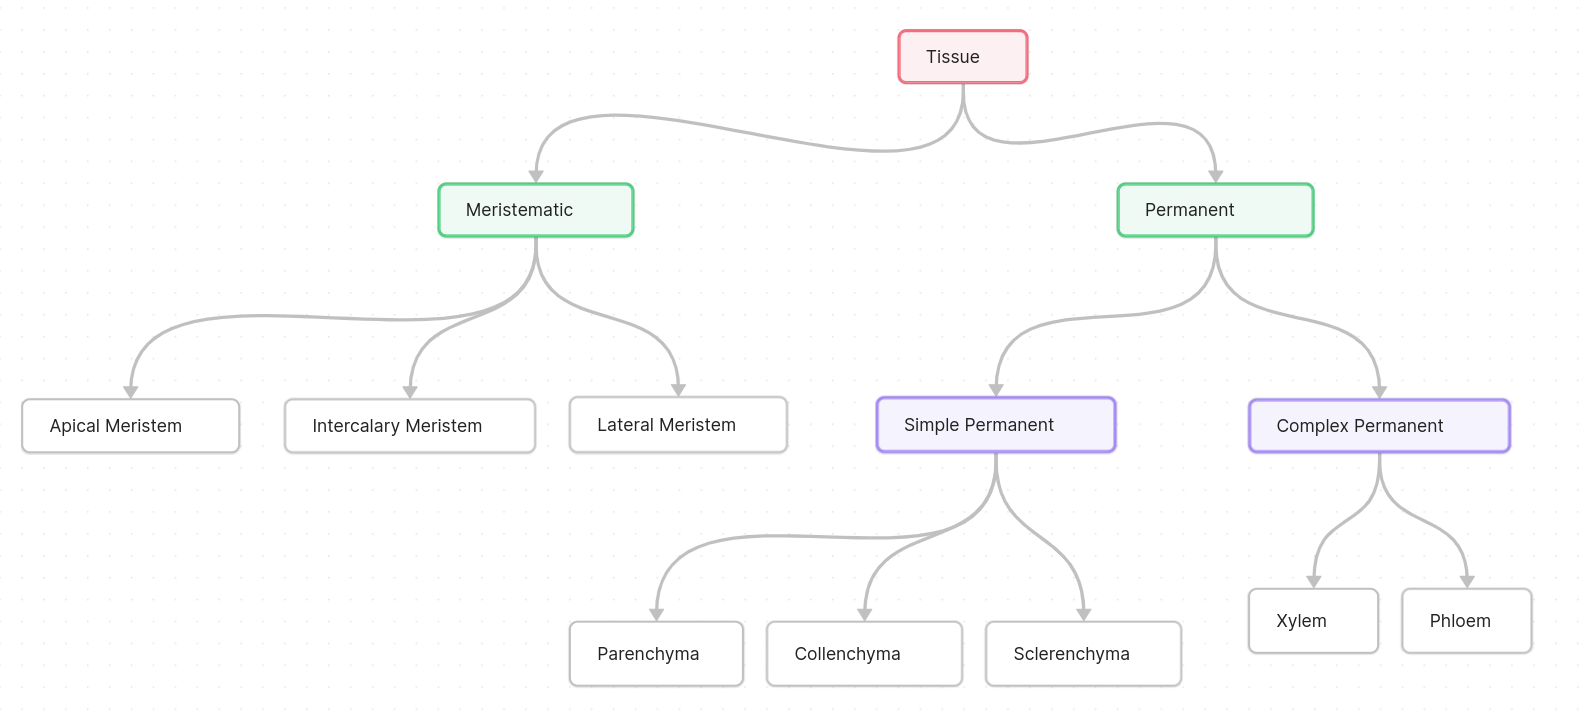 Tissue
Meristematic
Permanent
Apical Meristem
Intercalary Meristem
Lateral Meristem
Simple Permanent
Complex Permanent
Parenchyma
Collenchyma
Sclerenchyma
Xylem
Phloem